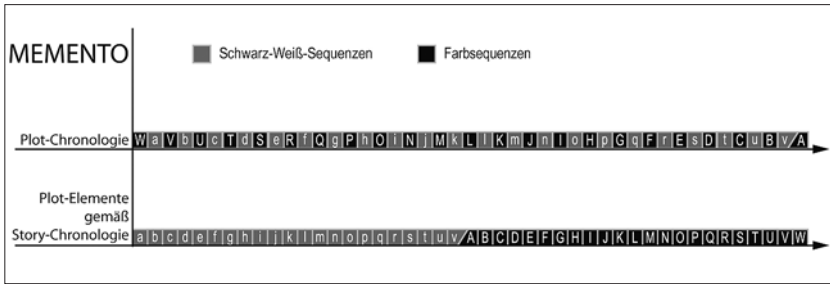 MEMENTO
Schwarz-Weiß-Sequenzen
Farbsequenzen
Plot-Chronologie
W a V b U c T d S e R f Q g P h O i N j M k L l K m J n I o H p G q F r E s D t C u B v/A
Plot-Elemente
gemäß
Story-Chronologie
a b c d e f g h i j k l m n o p q r s t u v/A B C D E F G H I J K L M N O P Q R S T U V W